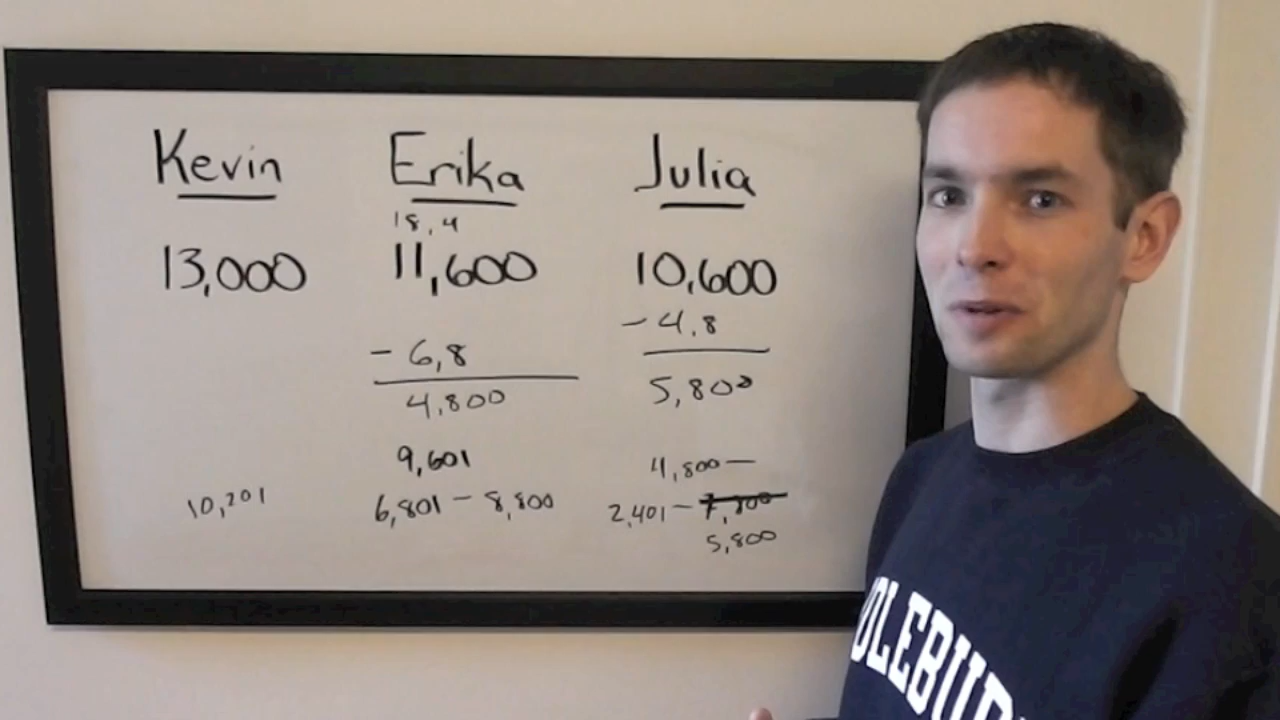 Kevin Erika Julia
18,4
13,000 11,600 10,600
- 4,8
- 6,8
4,800 5,800
9,601 4,800 -
10,201 6,801 - 8,800 2,401 - 7,800
5,800